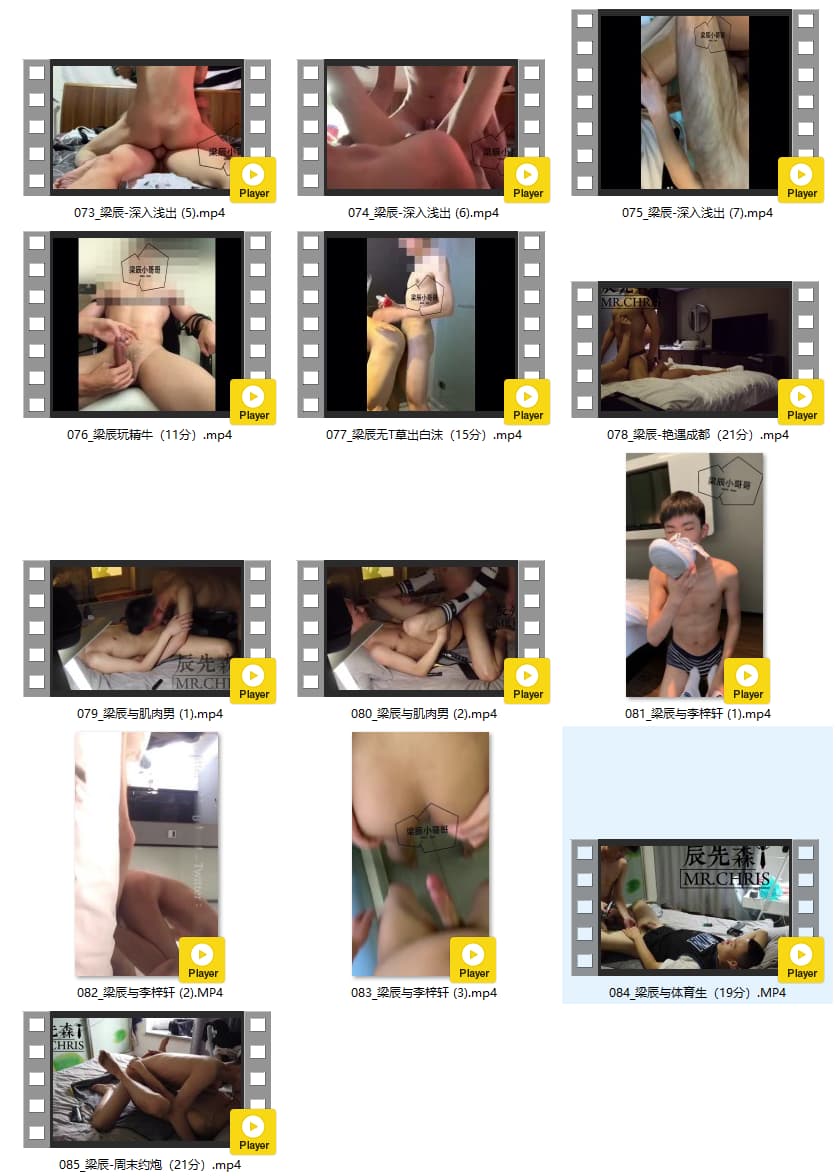 梁辰小
Player
073_梁辰-深入浅出 (5).mp4
梁辰小
Player
074_梁辰-深入浅出 (6).mp4
梁辰小哥哥
Player
075_梁辰-深入浅出 (7).mp4
梁辰小哥哥
Player
076_梁辰玩精牛（11分）.mp4
梁辰小哥哥
Player
077_梁辰无T草出白沫（15分）.mp4
MR.CHRIS
Player
078_梁辰-艳遇成都（21分）.mp4
辰先森
MR.CHRIS
Player
079_梁辰与肌肉男 (1).mp4
Player
080_梁辰与肌肉男 (2).mp4
梁辰小哥哥
Player
081_梁辰与李梓轩 (1).mp4
Twitter:
Player
082_梁辰与李梓轩 (2).MP4
梁辰小哥哥
Player
083_梁辰与李梓轩 (3).mp4
辰先森
MR.CHRIS
Player
084_梁辰与体育生（19分）.MP4
先森
CHRIS
Player
085_梁辰-周末约炮（21分）.mp4